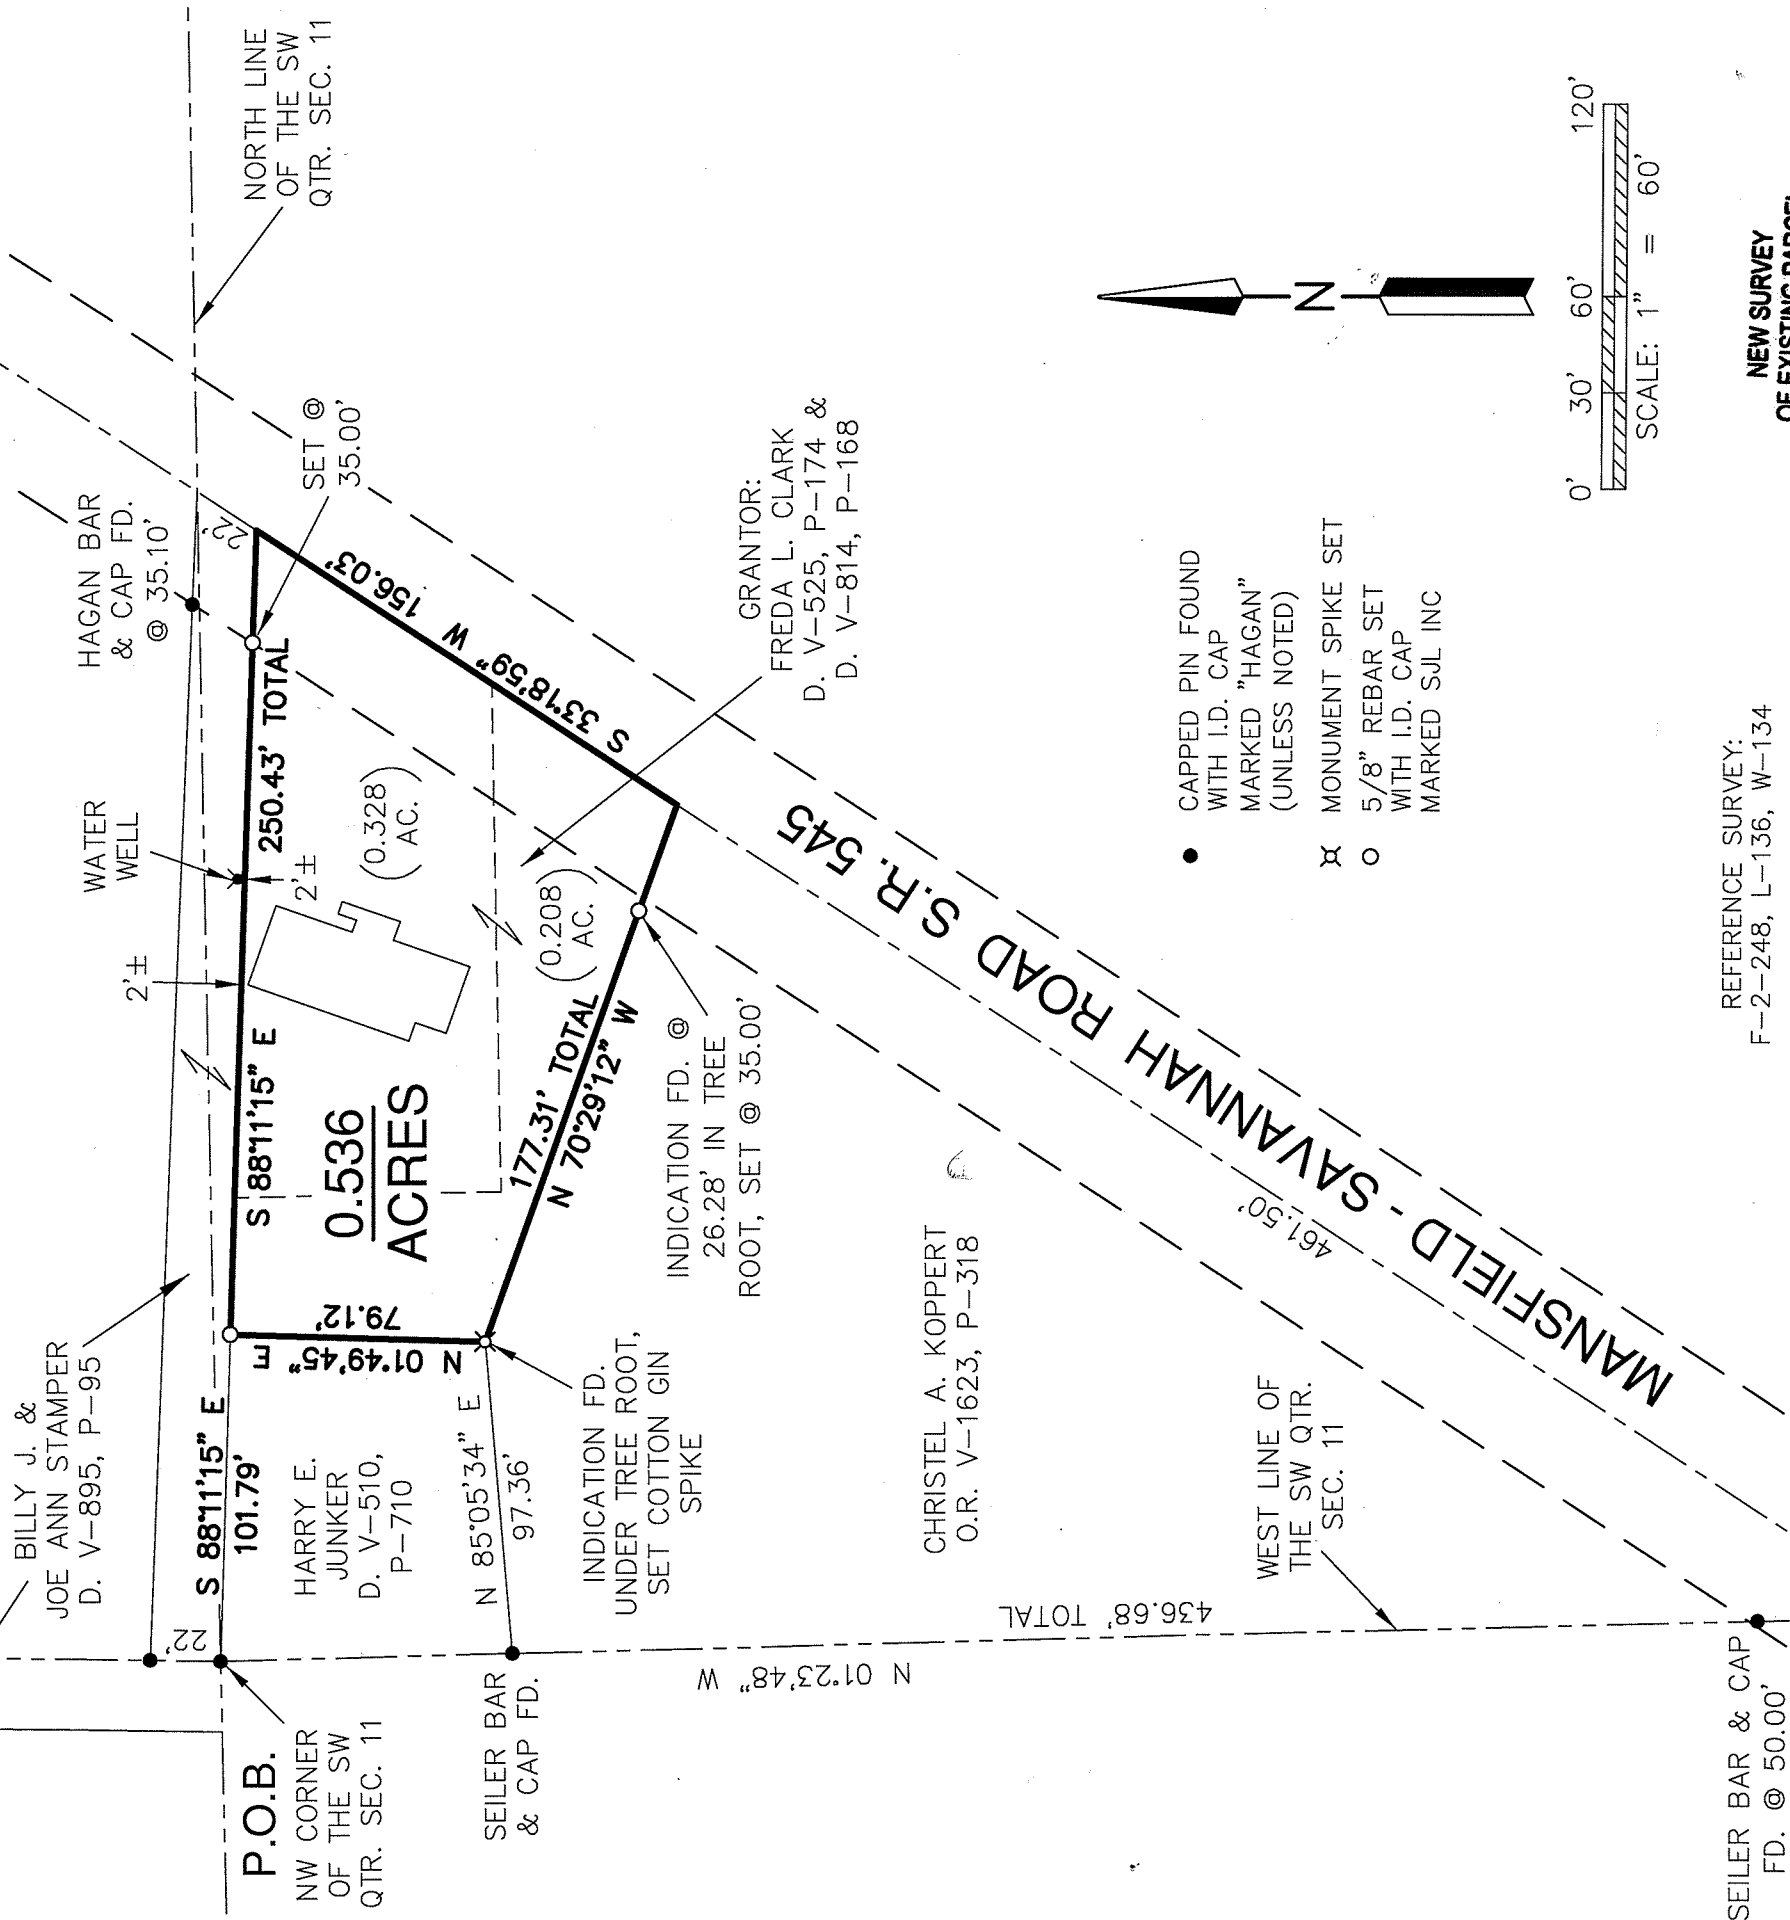 BILLY J. &
JOE ANN STAMPER
D. V-895, P-95
WATER
WELL
HAGAN BAR
& CAP FD.
@ 35.10'
NORTH LINE
OF THE SW
QTR. SEC. 11
22'
S 88°11'15" E
101.79'
2'±
2'±
S 88°11'15" E
250.43' TOTAL
22'
SET @
35.00'
P.O.B.
NW CORNER
OF THE SW
QTR. SEC. 11
HARRY E.
JUNKER
D. V-510,
P-710
N 01°49'45" E
79.12'
0.536
ACRES
(0.328)
AC.
(0.208)
AC.
S 33°18'59" W
156.03'
N 85°05'34" E
97.36'
177.31' TOTAL
N 70°29'12" W
SEILER BAR
& CAP FD.
INDICATION FD.
UNDER TREE ROOT,
SET COTTON GIN
SPIKE
INDICATION FD. @
26.28' IN TREE
ROOT, SET @ 35.00'
GRANTOR:
FREDA L. CLARK
D. V-525, P-174 &
D. V-814, P-168
N 01°23'48" W
436.68' TOTAL
CHRISTEL A. KOPPERT
O.R. V-1623, P-318
MANSFIELD - SAVANNAH ROAD S.R. 545
461.50'
WEST LINE OF
THE SW QTR.
SEC. 11
N
CAPPED PIN FOUND
WITH I.D. CAP
MARKED "HAGAN"
(UNLESS NOTED)
MONUMENT SPIKE SET
5/8" REBAR SET
WITH I.D. CAP
MARKED SJL INC
0' 30' 60' 120'
SCALE: 1" = 60'
SEILER BAR & CAP
FD. @ 50.00'
REFERENCE SURVEY:
F-2-248, L-136, W-134
NEW SURVEY
OF EXISTING PARCEL